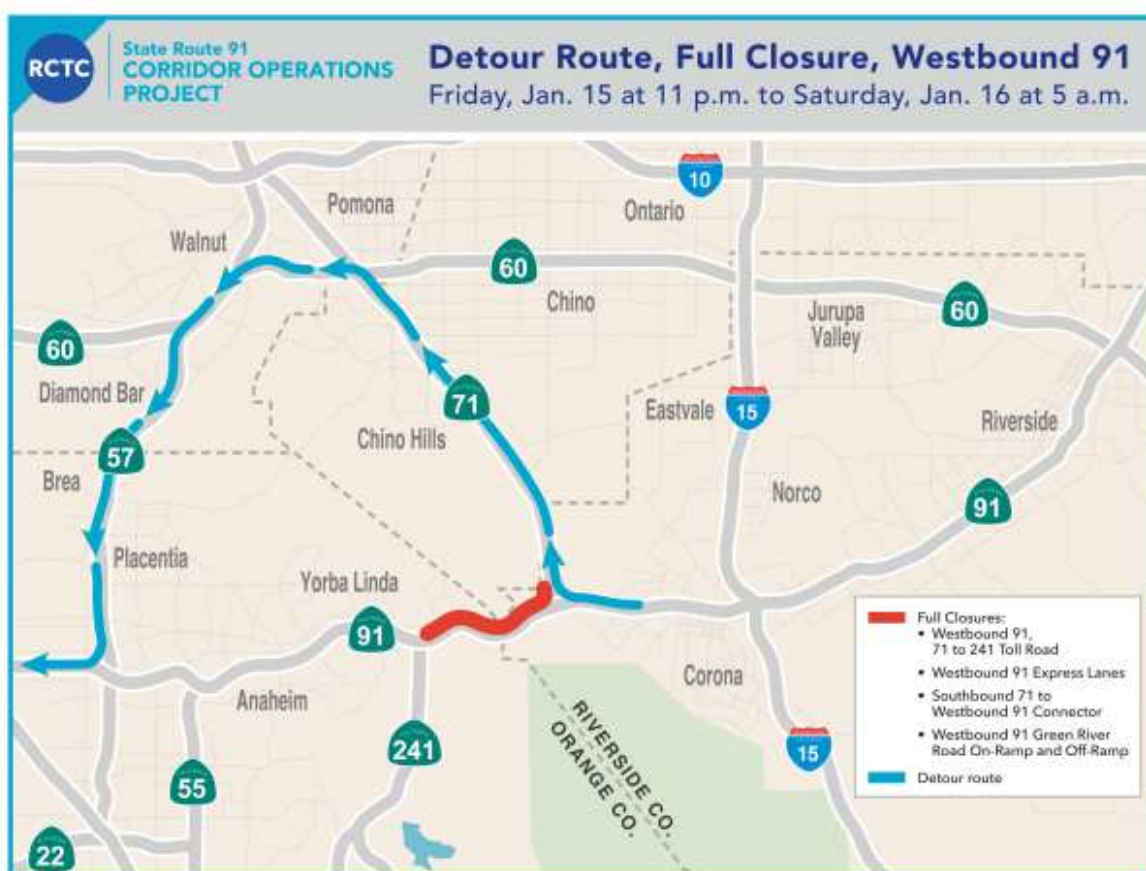 RCTC
State Route 91
CORRIDOR OPERATIONS
PROJECT
Detour Route, Full Closure, Westbound 91
Friday, Jan. 15 at 11 p.m. to Saturday, Jan. 16 at 5 a.m.
10
Pomona
Ontario
Walnut
60
Chino
60
Jurupa
Valley
60
Diamond Bar
71
Eastvale
15
Chino Hills
Riverside
57
Brea
Norco
91
Placentia
Yorba Linda
91
Full Closures:
• Westbound 91,
71 to 241 Toll Road
• Westbound 91 Express Lanes
• Southbound 71 to
Westbound 91 Connector
• Westbound 91 Green River
Road On-Ramp and Off-Ramp
Detour route
Corona
Anaheim
RIVERSIDE CO.
ORANGE CO.
241
15
55
22